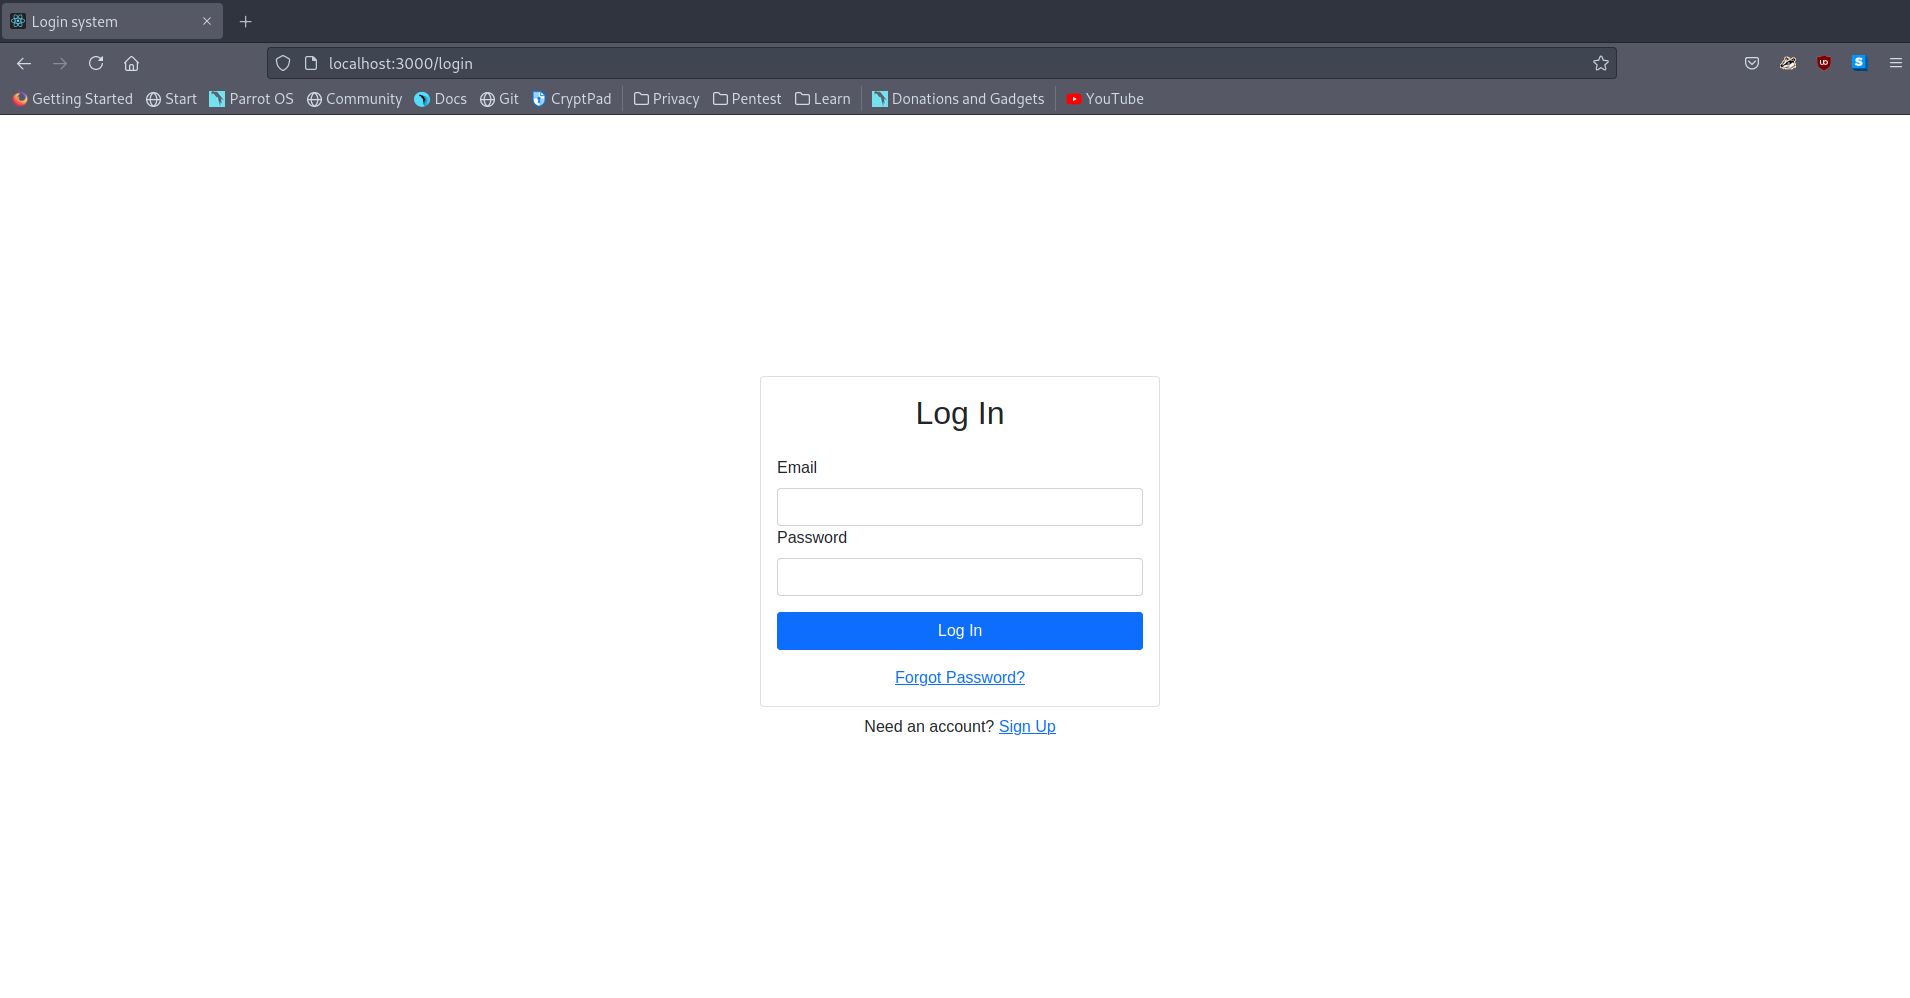 Login system
localhost:3000/login
Getting Started Start Parrot OS Community Docs Git CryptPad Privacy Pentest Learn Donations and Gadgets YouTube
Log In
Email
Password
Log In
Forgot Password?
Need an account? Sign Up